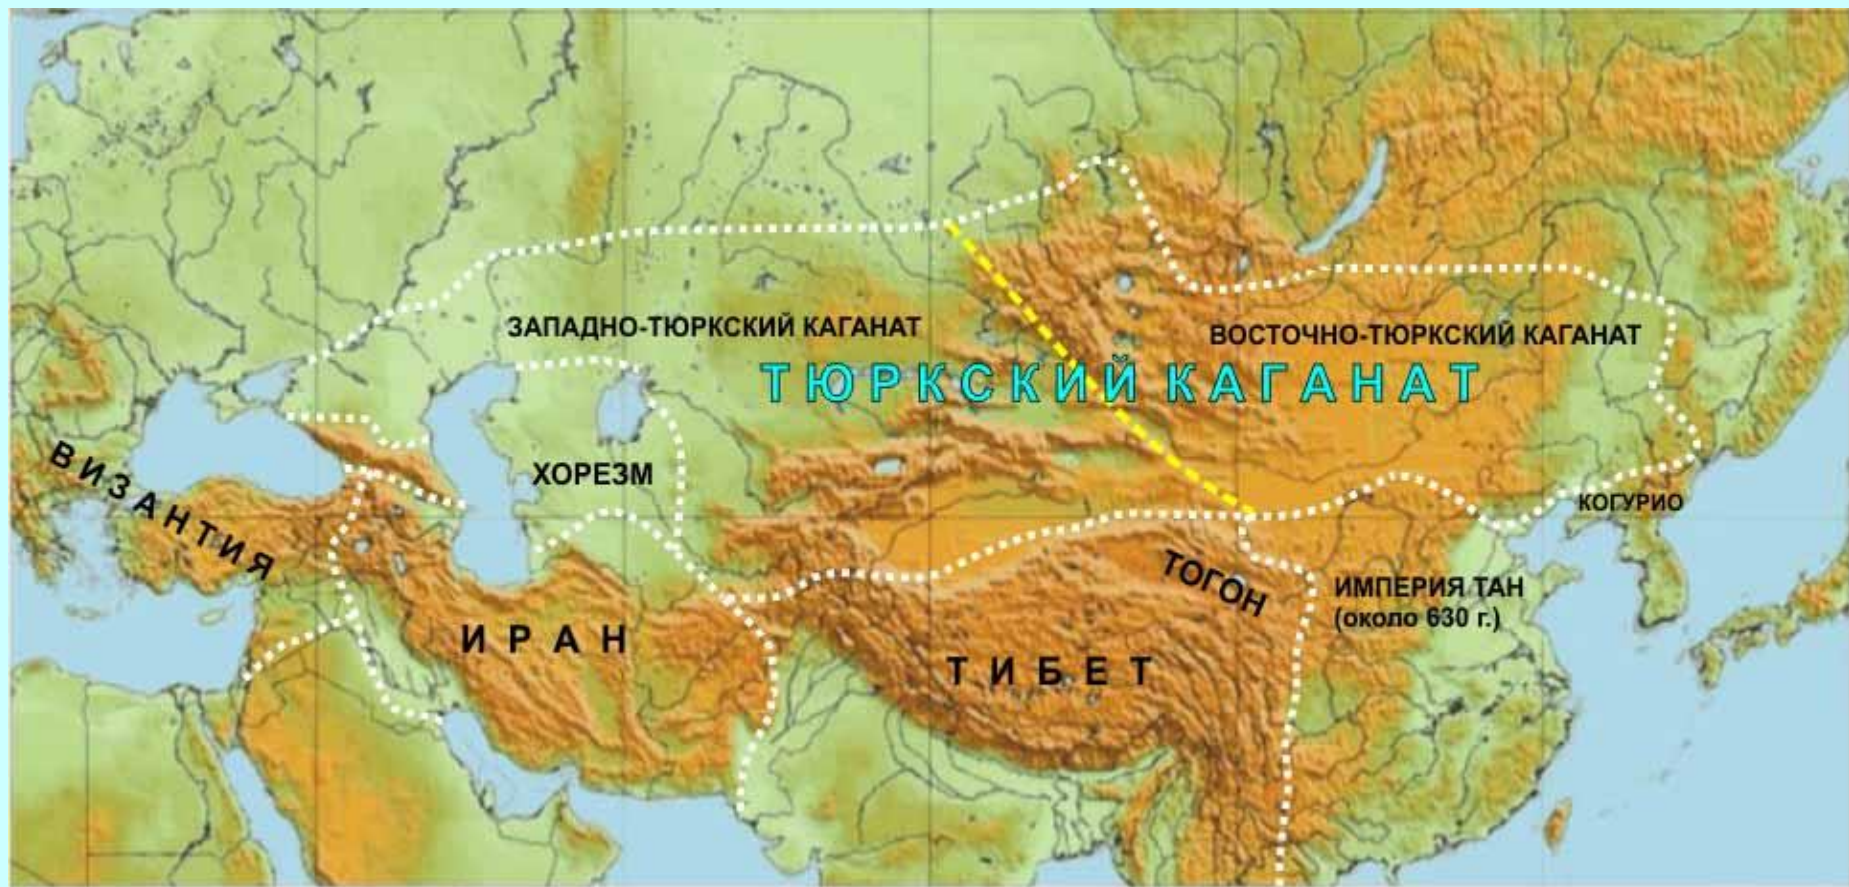 ЗАПАДНО-ТЮРКСКИЙ КАГАНАТ
ВОСТОЧНО-ТЮРКСКИЙ КАГАНАТ
ТЮРКСКИЙ КАГАНАТ
ВИЗАНТИЯ
ХОРЕЗМ
КОГУРИО
ТОГОН
ИМПЕРИЯ ТАН
(около 630 г.)
ИРАН
ТИБЕТ